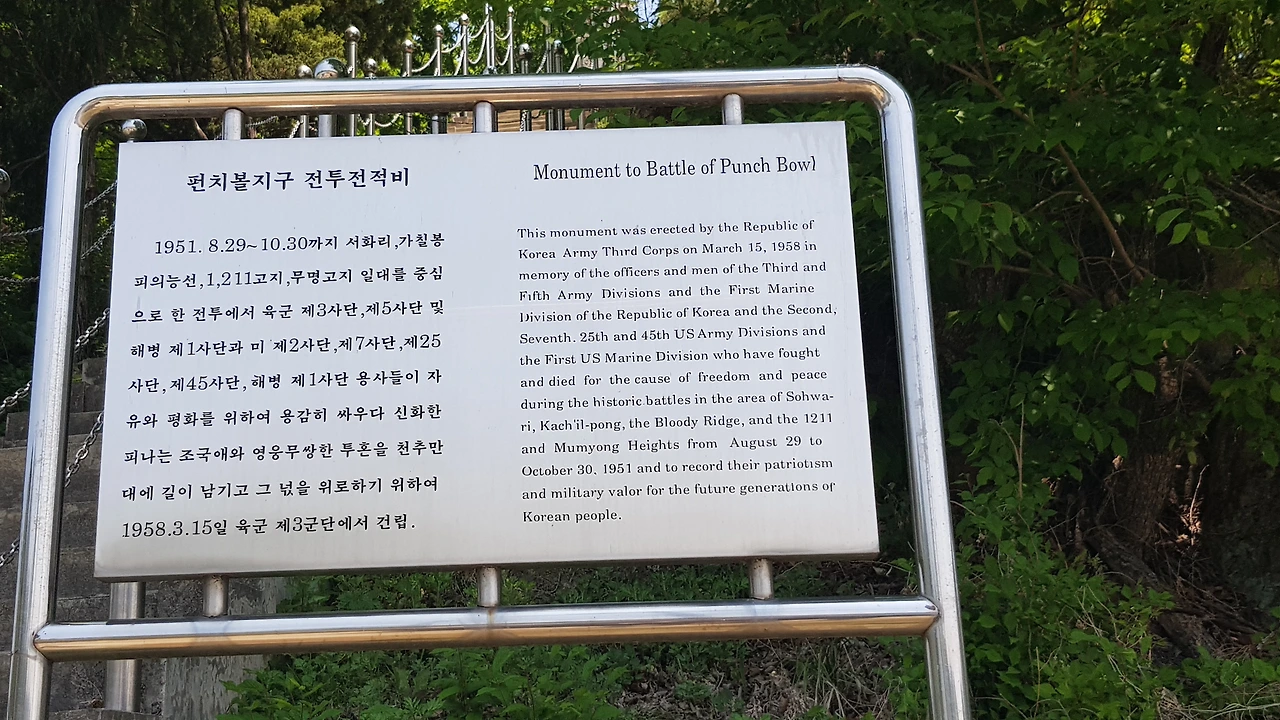 펀치볼지구 전투전적비
1951. 8.29~10.30까지 서화리,가칠봉
피의능선,1,211고지,무명고지 일대를 중심
으로 한 전투에서 육군 제3사단,제5사단 및
해병 제1사단과 미 제2사단,제7사단,제25
사단,제45사단,해병 제1사단 용사들이 자
유와 평화를 위하여 용감히 싸우다 신화한
피나는 조국애와 영웅무쌍한 투혼을 천추만
대에 길이 남기고 그 넋을 위로하기 위하여
1958.3.15일 육군 제3군단에서 건립.
Monument to Battle of Punch Bowl
This monument was erected by the Republic of
Korea Army Third Corps on March 15, 1958 in
memory of the officers and men of the Third and
Fifth Army Divisions and the First Marine
Division of the Republic of Korea and the Second,
Seventh. 25th and 45th US Army Divisions and
the First US Marine Division who have fought
and died for the cause of freedom and peace
during the historic battles in the area of Sohwa-
ri, Kach'il-pong, the Bloody Ridge, and the 1211
and Mumyong Heights from August 29 to
October 30, 1951 and to record their patriotism
and military valor for the future generations of
Korean people.